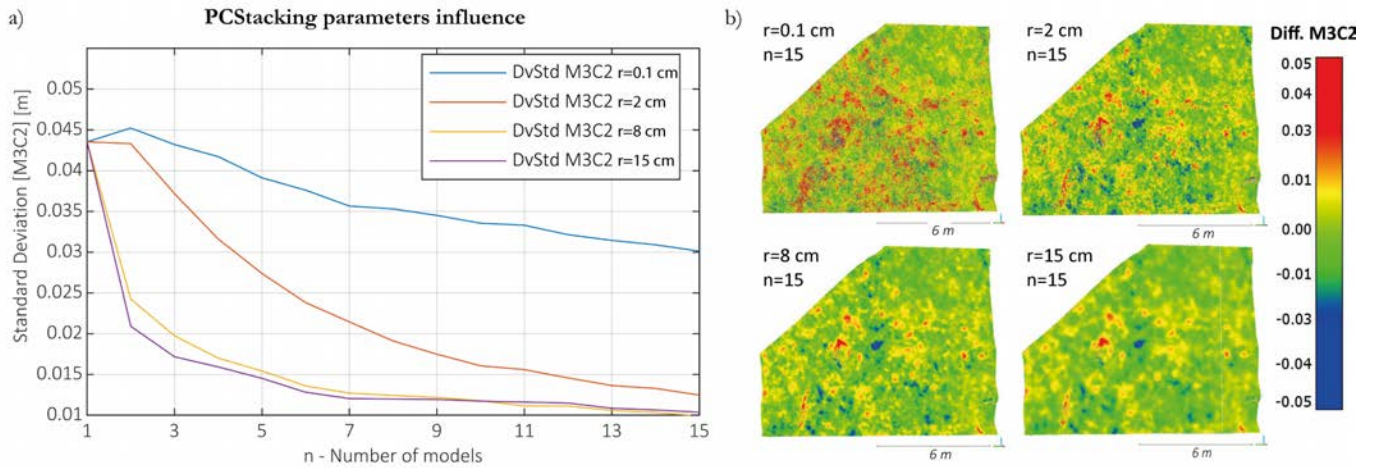 a)
PCStacking parameters influence
Standard Deviation [M3C2] [m]
0.05
0.045
0.04
0.035
0.03
0.025
0.02
0.015
0.01
1 3 5 7 9 11 13 15
n - Number of models
DvStd M3C2 r=0.1 cm
DvStd M3C2 r=2 cm
DvStd M3C2 r=8 cm
DvStd M3C2 r=15 cm
b)
r=0.1 cm
n=15
6 m
r=2 cm
n=15
6 m
r=8 cm
n=15
6 m
r=15 cm
n=15
6 m
Diff. M3C2
0.05
0.04
0.03
0.01
0.00
-0.01
-0.03
-0.04
-0.05